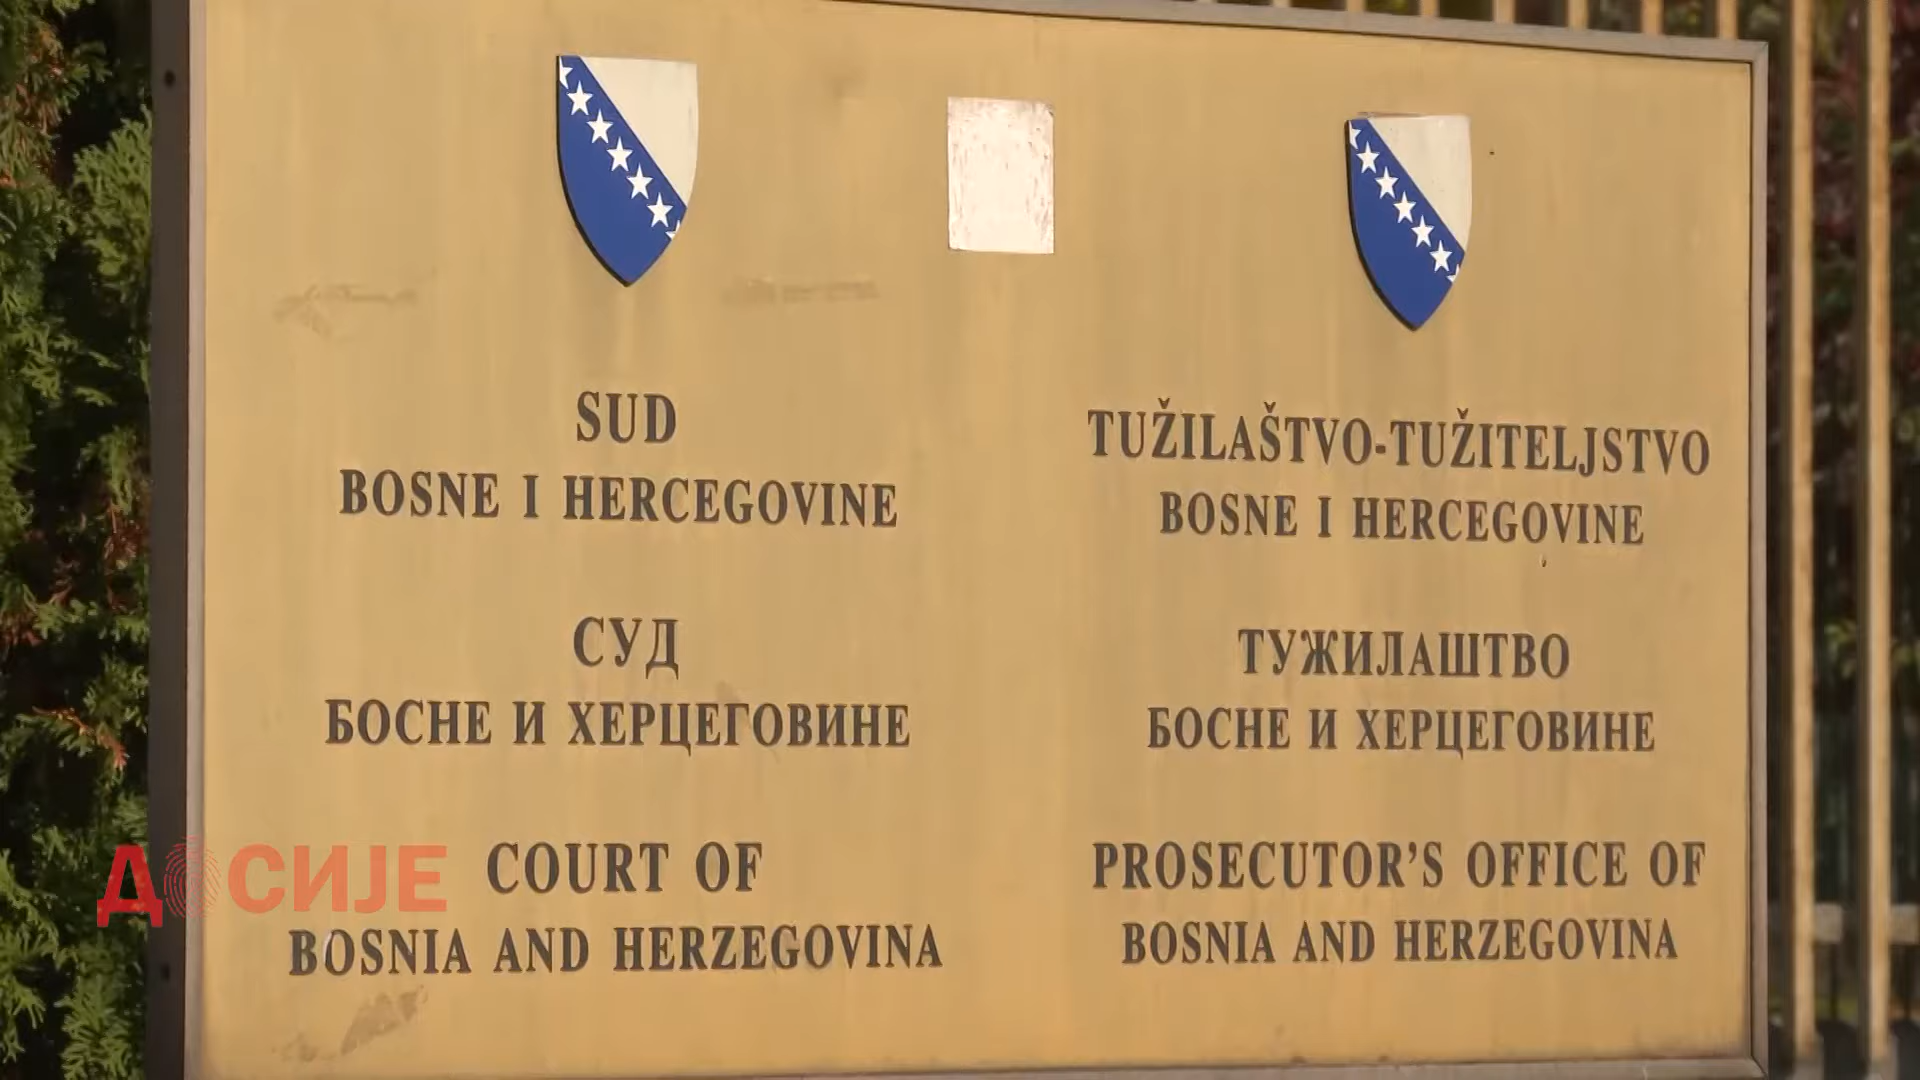 SUD
BOSNE I HERCEGOVINE
СУД
БОСНЕ И ХЕРЦЕГОВИНЕ
COURT OF
BOSNIA AND HERZEGOVINA
TUŽILAŠTVO-TUŽITELJSTVO
BOSNE I HERCEGOVINE
ТУЖИЛАШТВО
БОСНЕ И ХЕРЦЕГОВИНЕ
PROSECUTOR’S OFFICE OF
BOSNIA AND HERZEGOVINA
ДОСИЈЕ